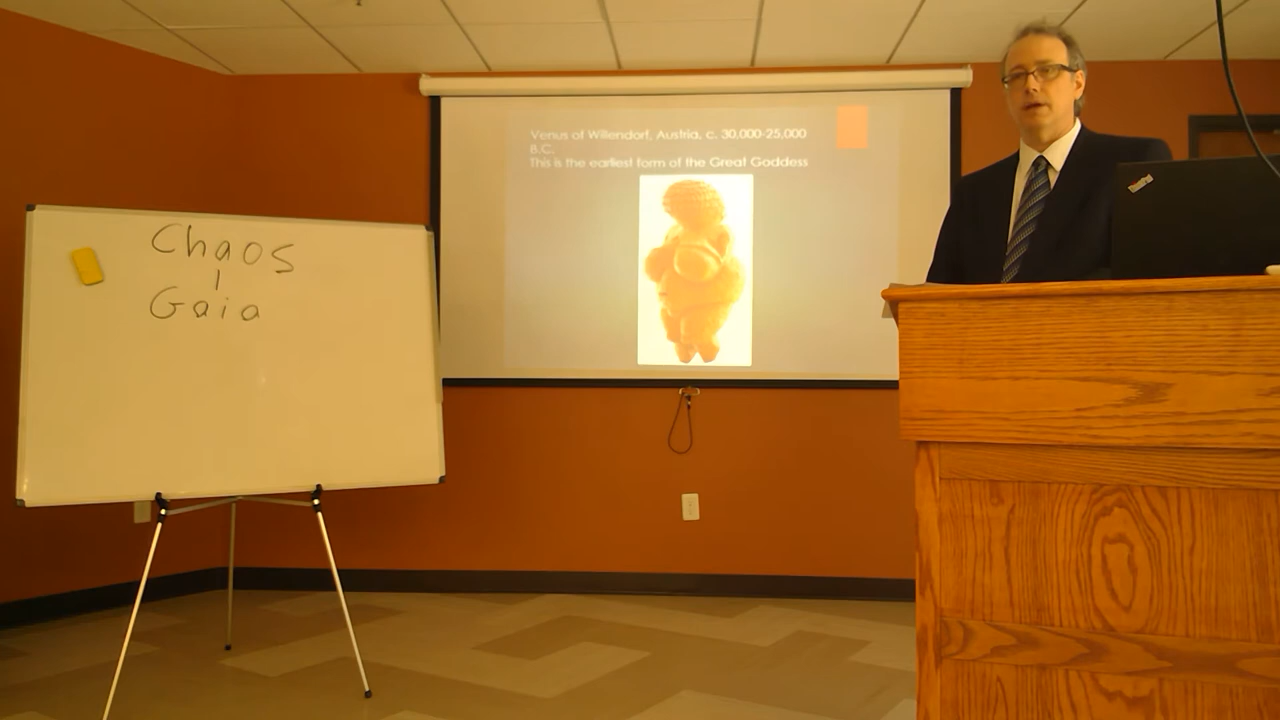 Chaos
Gaia
Venus of Willendorf, Austria, c. 30,000-25,000
B.C.
This is the earliest form of the Great Goddess